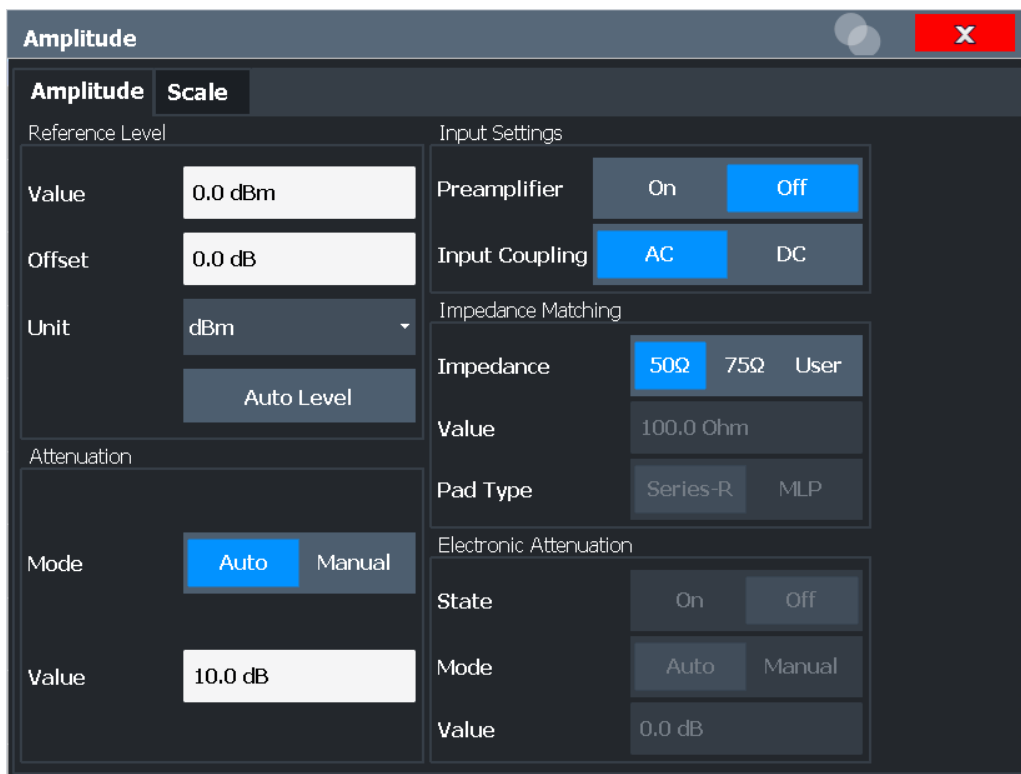 Amplitude
X
Amplitude Scale
Reference Level
Value 0.0 dBm
Offset 0.0 dB
Unit dBm
Auto Level
Attenuation
Mode Auto Manual
Value 10.0 dB
Input Settings
Preamplifier On Off
Input Coupling AC DC
Impedance Matching
Impedance 50Ω 75Ω User
Value 100.0 Ohm
Pad Type Series-R MLP
Electronic Attenuation
State On Off
Mode Auto Manual
Value 0.0 dB